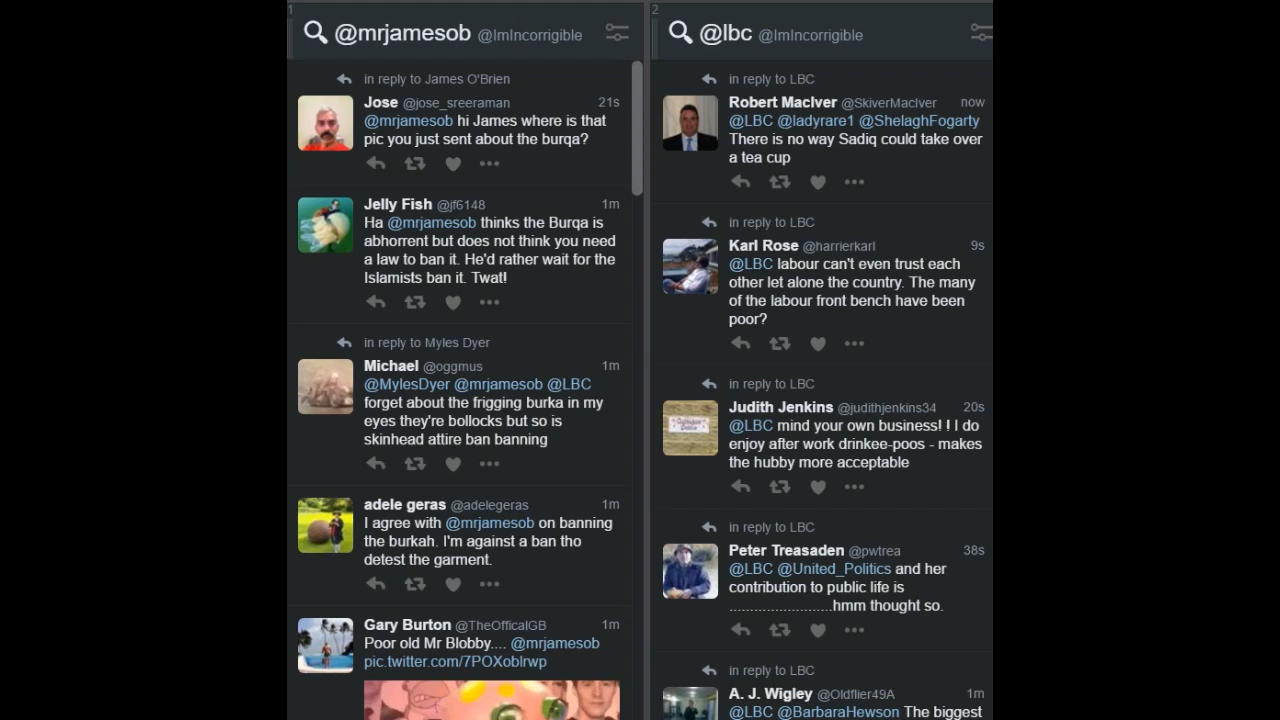 1
@mrjamesob @ImIncorrigible
in reply to James O'Brien
Jose @jose_sreeraman 21s
@mrjamesob hi James where is that
pic you just sent about the burqa?
Jelly Fish @jf6148 1m
Ha @mrjamesob thinks the Burqa is
abhorrent but does not think you need
a law to ban it. He'd rather wait for the
Islamists ban it. Twat!
in reply to Myles Dyer
Michael @oggmus 1m
@MylesDyer @mrjamesob @LBC
forget about the frigging burka in my
eyes they're bollocks but so is
skinhead attire ban banning
adele geras @adelegeras 1m
I agree with @mrjamesob on banning
the burkah. I'm against a ban tho
detest the garment.
Gary Burton @TheOfficalGB 1m
Poor old Mr Blobby.... @mrjamesob
pic.twitter.com/7POXoblrwp
2
@lbc @ImIncorrigible
in reply to LBC
Robert MacIver @SkiverMacIver now
@LBC @ladyrare1 @ShelaghFogarty
There is no way Sadiq could take over
a tea cup
in reply to LBC
Karl Rose @harrierkarl 9s
@LBC labour can't even trust each
other let alone the country. The many
of the labour front bench have been
poor?
in reply to LBC
Judith Jenkins @judithjenkins34 20s
@LBC mind your own business! ! I do
enjoy after work drinkee-poos - makes
the hubby more acceptable
in reply to LBC
Peter Treasaden @pwtrea 38s
@LBC @United_Politics and her
contribution to public life is
.........................hmm thought so.
in reply to LBC
A. J. Wigley @Oldflier49A 1m
@LBC @BarbaraHewson The biggest